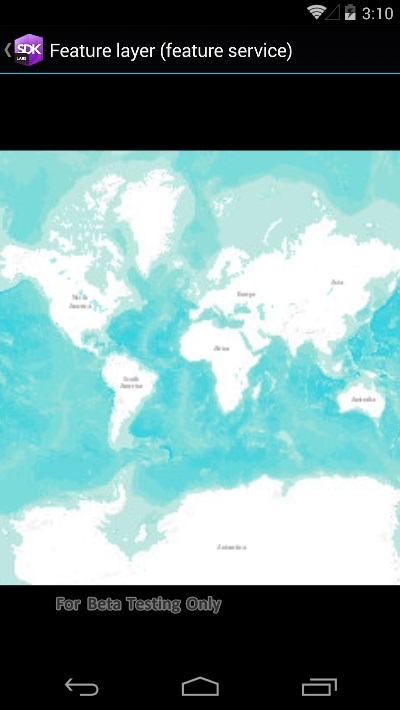 3:10
SDK
LABS
Feature layer (feature service)
North
America
Europe
Asia
Africa
South
America
Australia
Antarctica
For Beta Testing Only